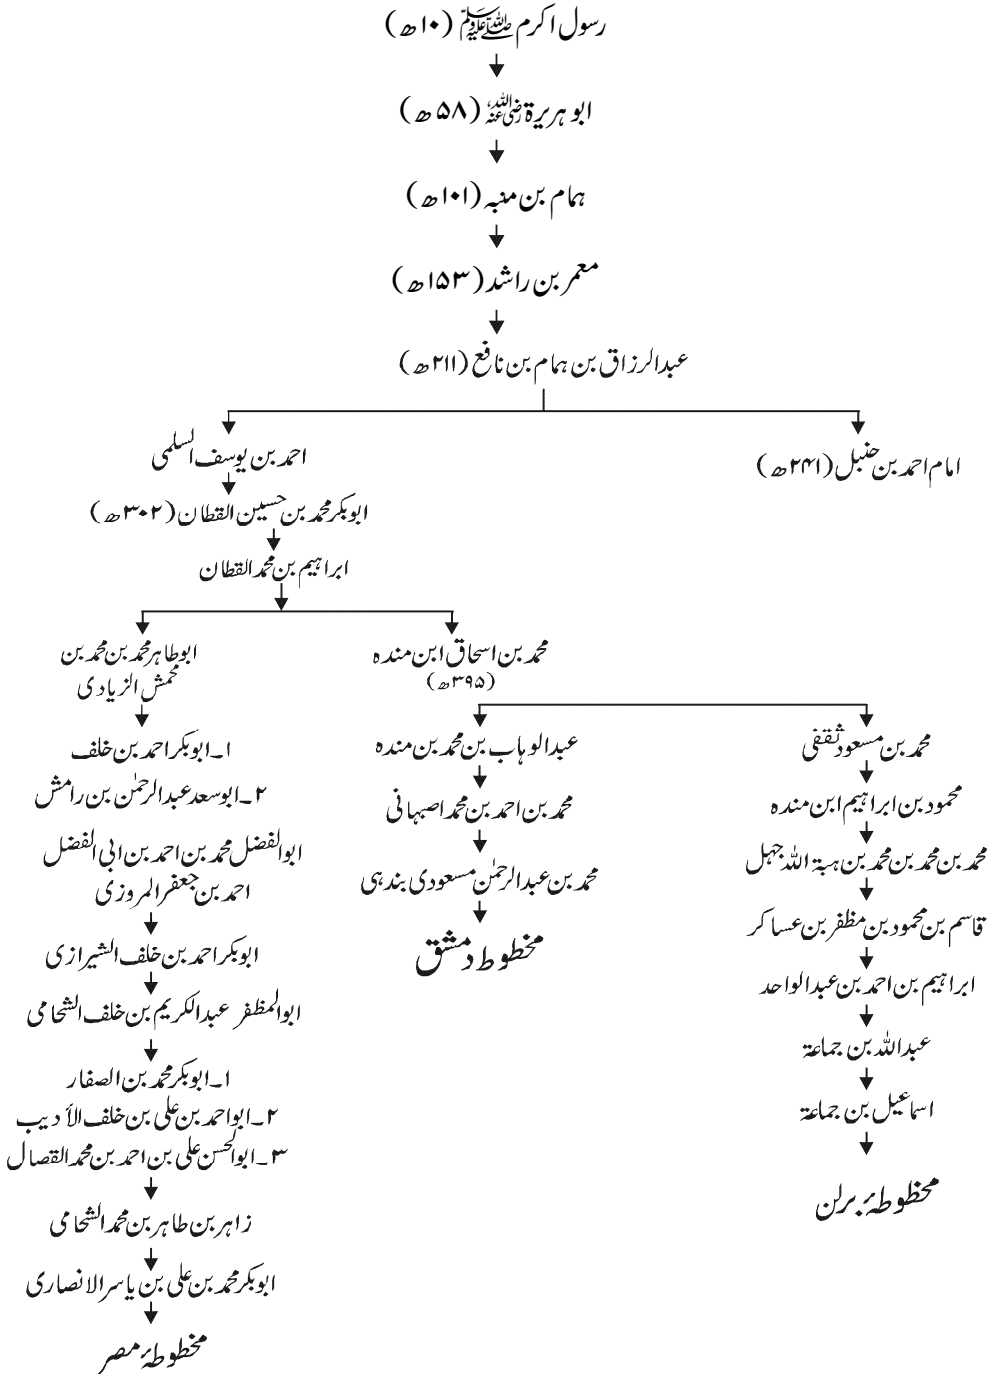 رسول اکرم ﷺ (۱۰ھ)
ابو ہریرۃ رضی اللہ عنہ (۵۸ھ)
ہمام بن منبہ (۱۰۱ھ)
معمر بن راشد (۱۵۳ھ)
عبدالرزاق بن ہمام بن نافع (۲۱۱ھ)
امام احمد بن حنبل (۲۴۱ھ)
احمد بن یوسف السلمی
ابوبکر محمد بن حسین القطان (۳۰۲ھ)
ابراہیم بن محمد القطان
محمد بن اسحاق ابن مندہ
(۳۹۵ھ)
محمد بن مسعود ثقفی
محمود بن ابراہیم ابن مندہ
محمد بن محمد بن محمد بن ہبۃ اللہ جہل
قاسم بن محمود بن مظفر بن عساکر
ابراہیم بن احمد بن عبدالواحد
عبداللہ بن جماعۃ
اسماعیل بن جماعۃ
مخطوطۂ برلن
عبدالوہاب بن محمد بن مندہ
محمد بن احمد بن محمد اصبہانی
محمد بن عبدالرحمٰن مسعودی بندہی
مخطوط دمشق
ابوطاہر محمد بن محمد بن
محمش الزیادی
۱۔ابوبکر احمد بن خلف
۲۔ابوسعد عبدالرحمٰن بن رامش
ابوالفضل محمد بن احمد بن ابی الفضل
احمد بن جعفر المروزی
ابوبکر احمد بن خلف الشیرازی
ابوالمظفر عبدالکریم بن خلف الشحامی
۱۔ابوبکر محمد بن الصفار
۲۔ابواحمد بن علی بن خلف الأدیب
۳۔ابوالحسن علی بن احمد بن محمد القصال
زاہر بن طاہر بن محمد الشحامی
ابوبکر محمد بن علی بن یاسر الانصاری
مخطوطۂ مصر